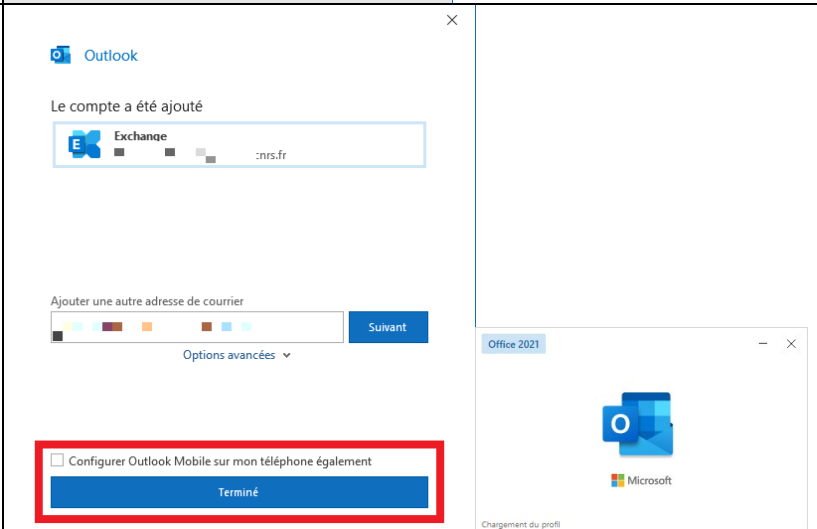 Outlook
Le compte a été ajouté
Exchange
:nrs.fr
Ajouter une autre adresse de courrier
Suivant
Options avancées
Configurer Outlook Mobile sur mon téléphone également
Terminé
Office 2021
Microsoft
Chargement du profil